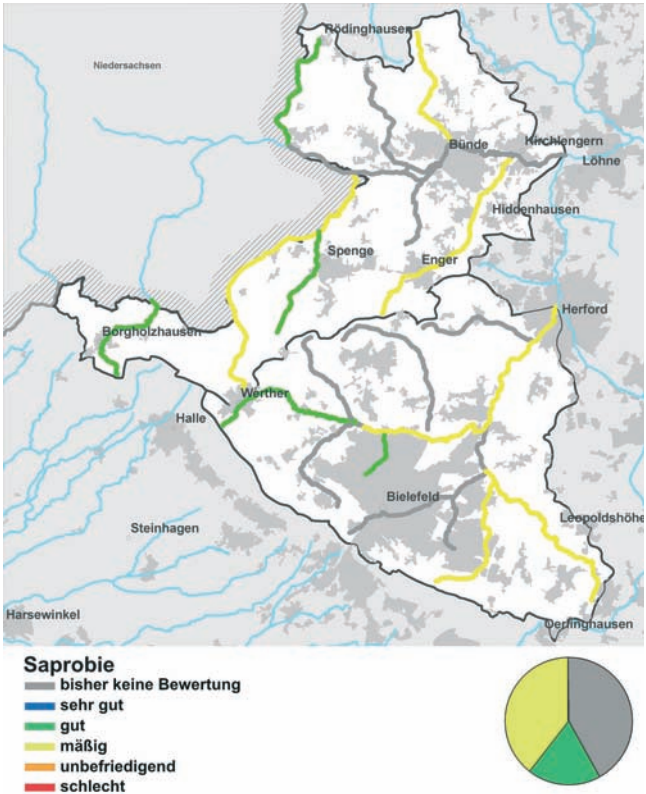 Rödinghausen
Niedersachsen
Bünde
Kirchlengern
Löhne
Hiddenhausen
Spenge
Enger
Herford
Borgholzhausen
Werther
Halle
Bielefeld
Leopoldshöhe
Steinhagen
Harsewinkel
Oerlinghausen
Saprobie
bisher keine Bewertung
sehr gut
gut
mäßig
unbefriedigend
schlecht